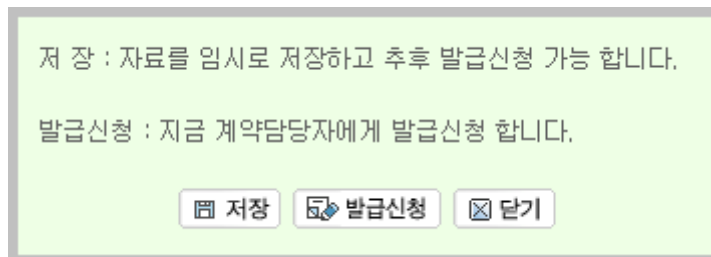 저 장 : 자료를 임시로 저장하고 추후 발급신청 가능 합니다.
발급신청 : 지금 계약담당자에게 발급신청 합니다.
저장 발급신청 닫기